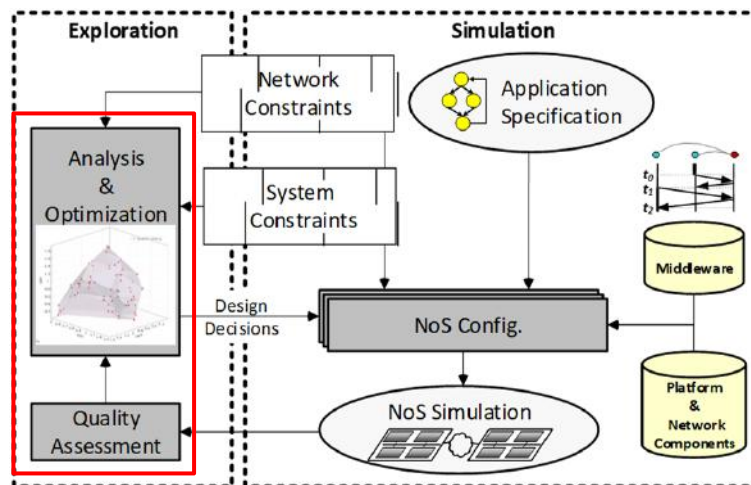 Exploration
Simulation
Network
Constraints
Application
Specification
Analysis
&
Optimization
System
Constraints
t0
t1
t2
Middleware
Design
Decisions
NoS Config.
Platform
&
Network
Components
NoS Simulation
Quality
Assessment